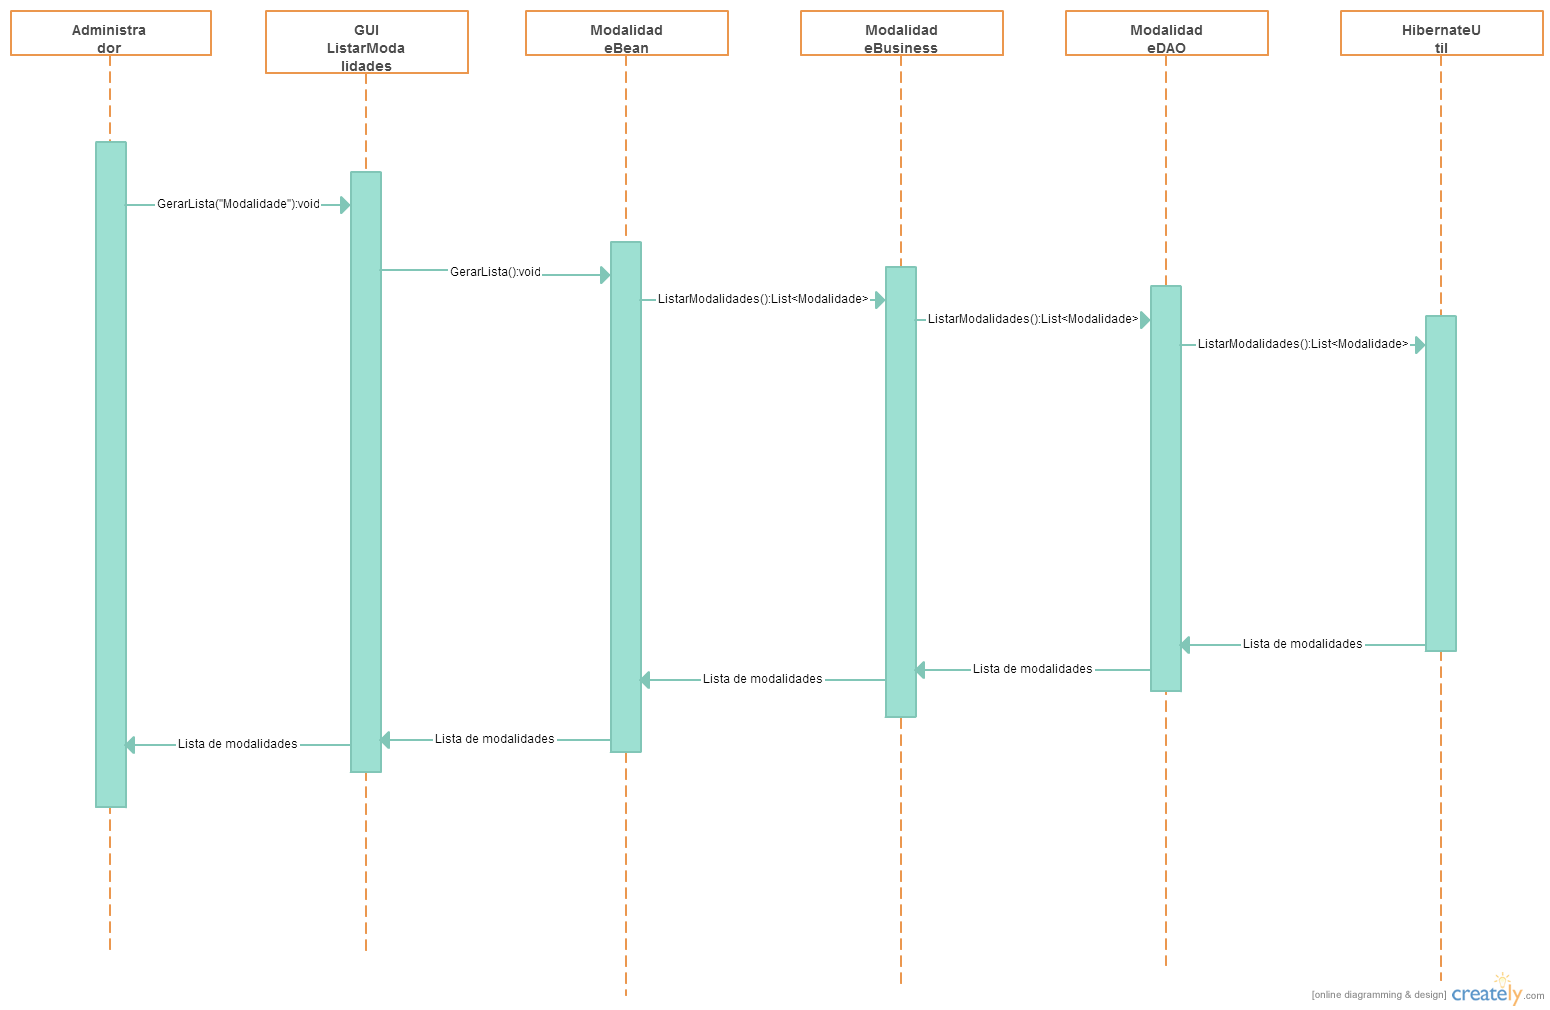 Administra
dor
GUI
ListarModa
lidades
Modalidad
eBean
Modalidad
eBusiness
Modalidad
eDAO
HibernateU
til
GerarLista("Modalidade"):void
GerarLista():void
ListarModalidades():List<Modalidade>
ListarModalidades():List<Modalidade>
ListarModalidades():List<Modalidade>
Lista de modalidades
Lista de modalidades
Lista de modalidades
Lista de modalidades
Lista de modalidades
[online diagramming & design] creately.com